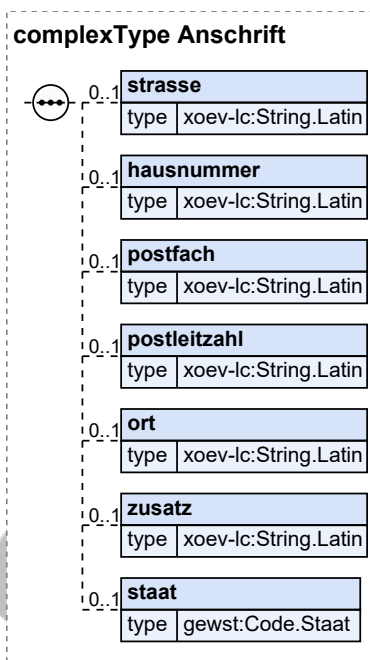 complexType Anschrift
0..1 strasse
type xoev-lc:String.Latin
0..1 hausnummer
type xoev-lc:String.Latin
0..1 postfach
type xoev-lc:String.Latin
0..1 postleitzahl
type xoev-lc:String.Latin
0..1 ort
type xoev-lc:String.Latin
0..1 zusatz
type xoev-lc:String.Latin
0..1 staat
type gewst:Code.Staat